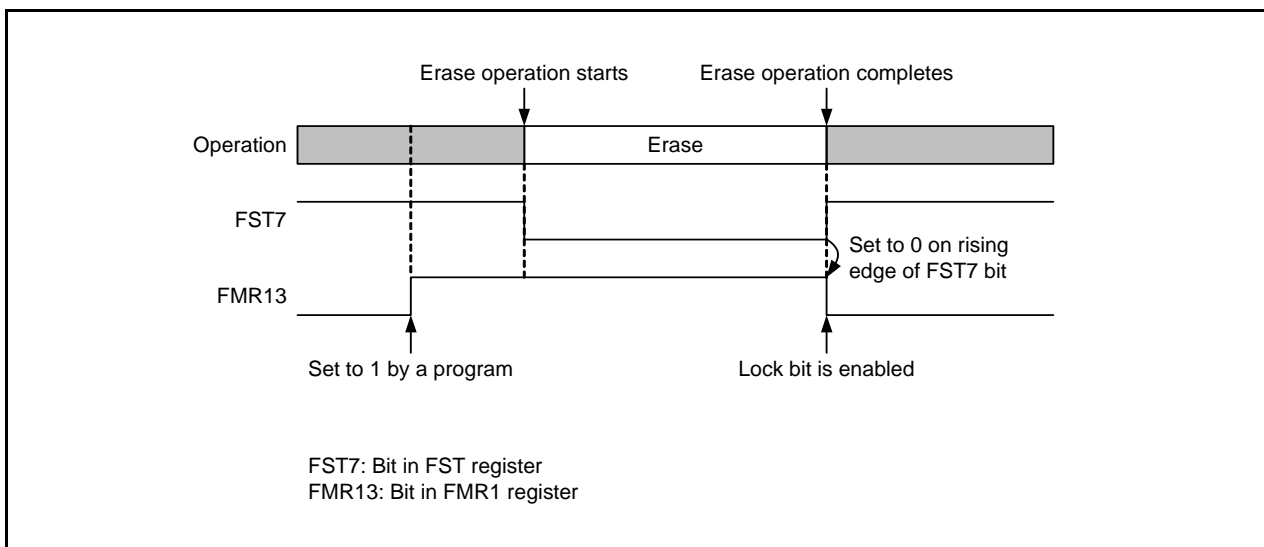 Erase operation starts
Erase operation completes
Operation
Erase
FST7
Set to 0 on rising
edge of FST7 bit
FMR13
Set to 1 by a program
Lock bit is enabled
FST7: Bit in FST register
FMR13: Bit in FMR1 register